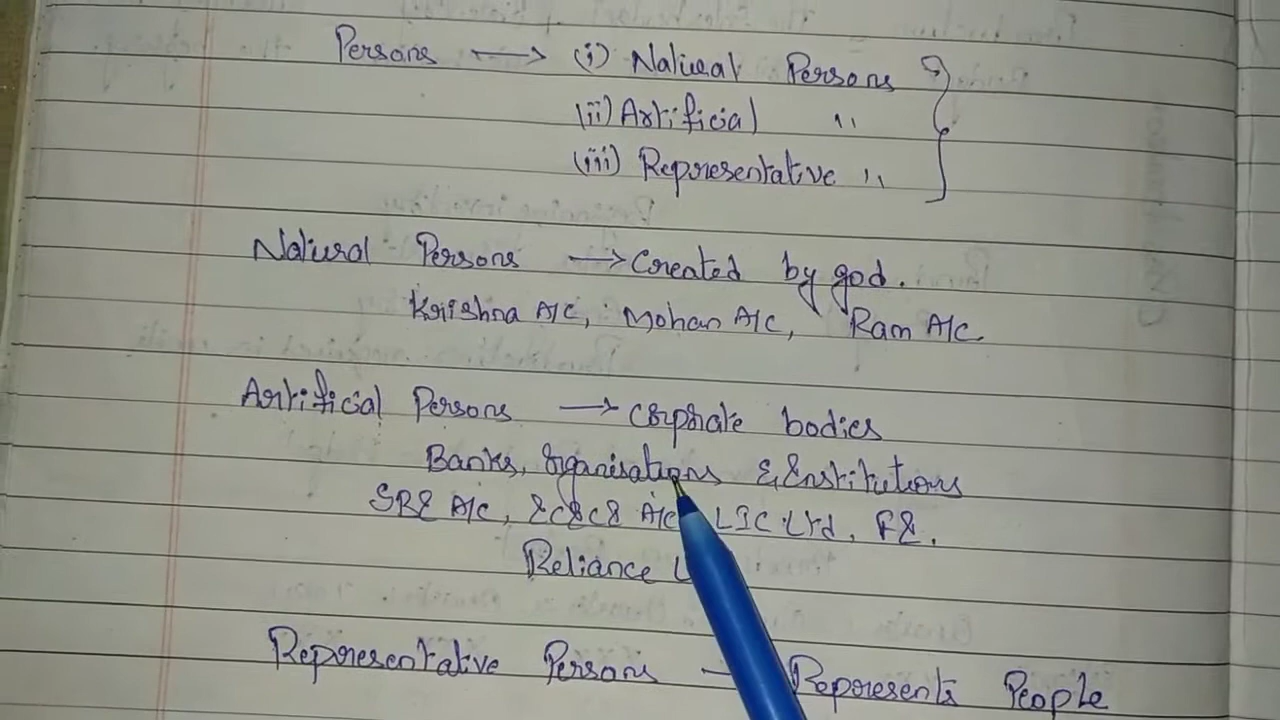 Persons → (i) Natural Persons
(ii) Artificial "
(iii) Representative "
Natural Persons → Created by god.
Krishna A/C, Mohan A/C, Ram A/C
Artificial Persons → Corporate bodies
Banks, Organisations & Institutions
SBI A/C, ICICI A/C LIC Ltd.
Reliance L
Representative Persons — Represents People